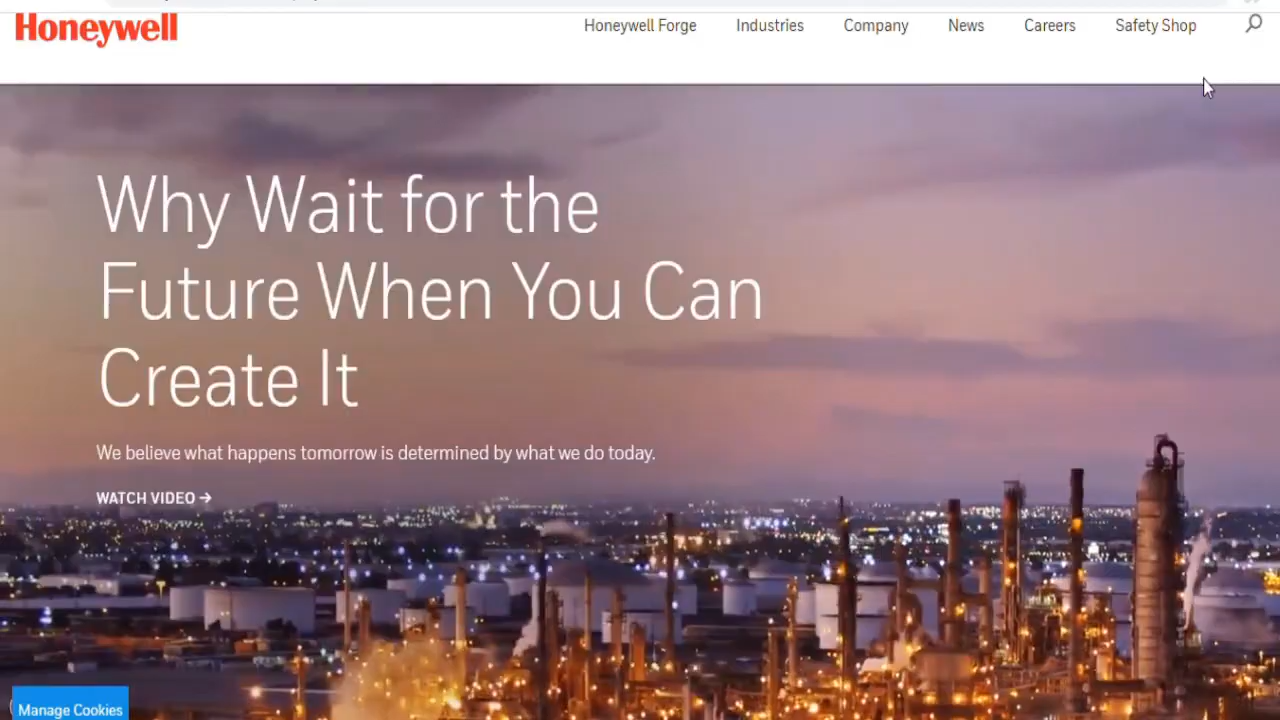 Honeywell
Honeywell Forge Industries Company News Careers Safety Shop
Why Wait for the
Future When You Can
Create It
We believe what happens tomorrow is determined by what we do today.
WATCH VIDEO →
Manage Cookies